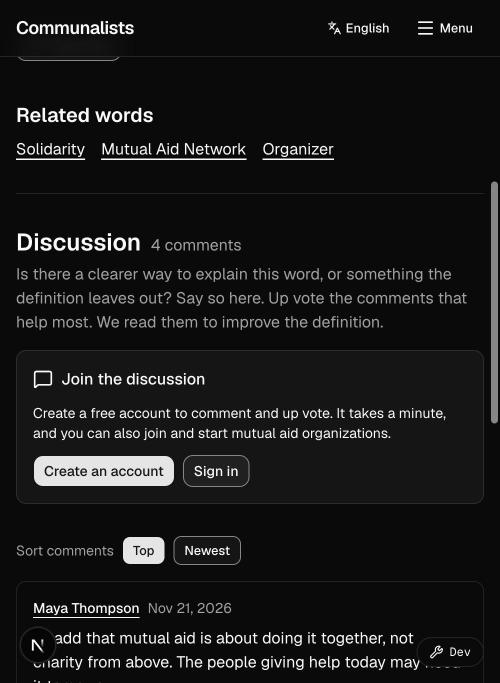 Communalists
English
Menu
Related words
Solidarity Mutual Aid Network Organizer
Discussion 4 comments
Is there a clearer way to explain this word, or something the
definition leaves out? Say so here. Up vote the comments that
help most. We read them to improve the definition.
Join the discussion
Create a free account to comment and up vote. It takes a minute,
and you can also join and start mutual aid organizations.
Create an account Sign in
Sort comments Top Newest
Maya Thompson Nov 21, 2026
add that mutual aid is about doing it together, not
charity from above. The people giving help today may need
N
Dev